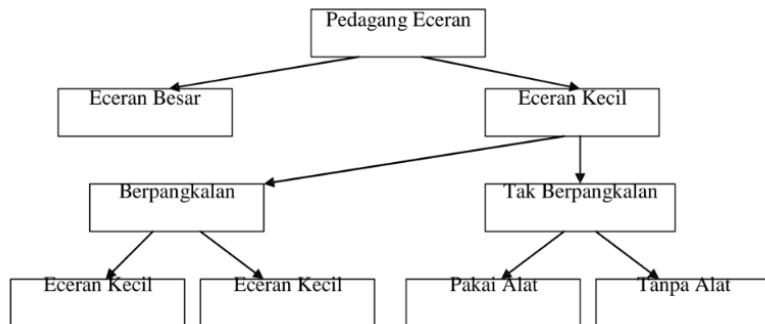 Pedagang Eceran
Eceran Besar
Eceran Kecil
Berpangkalan
Tak Berpangkalan
Eceran Kecil
Eceran Kecil
Pakai Alat
Tanpa Alat